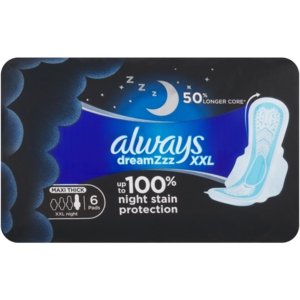 z z z z
50%
LONGER CORE*
always
dreamZzz XXL
up to 100%
night stain
protection
MAXI THICK
XXL night
6
Pads